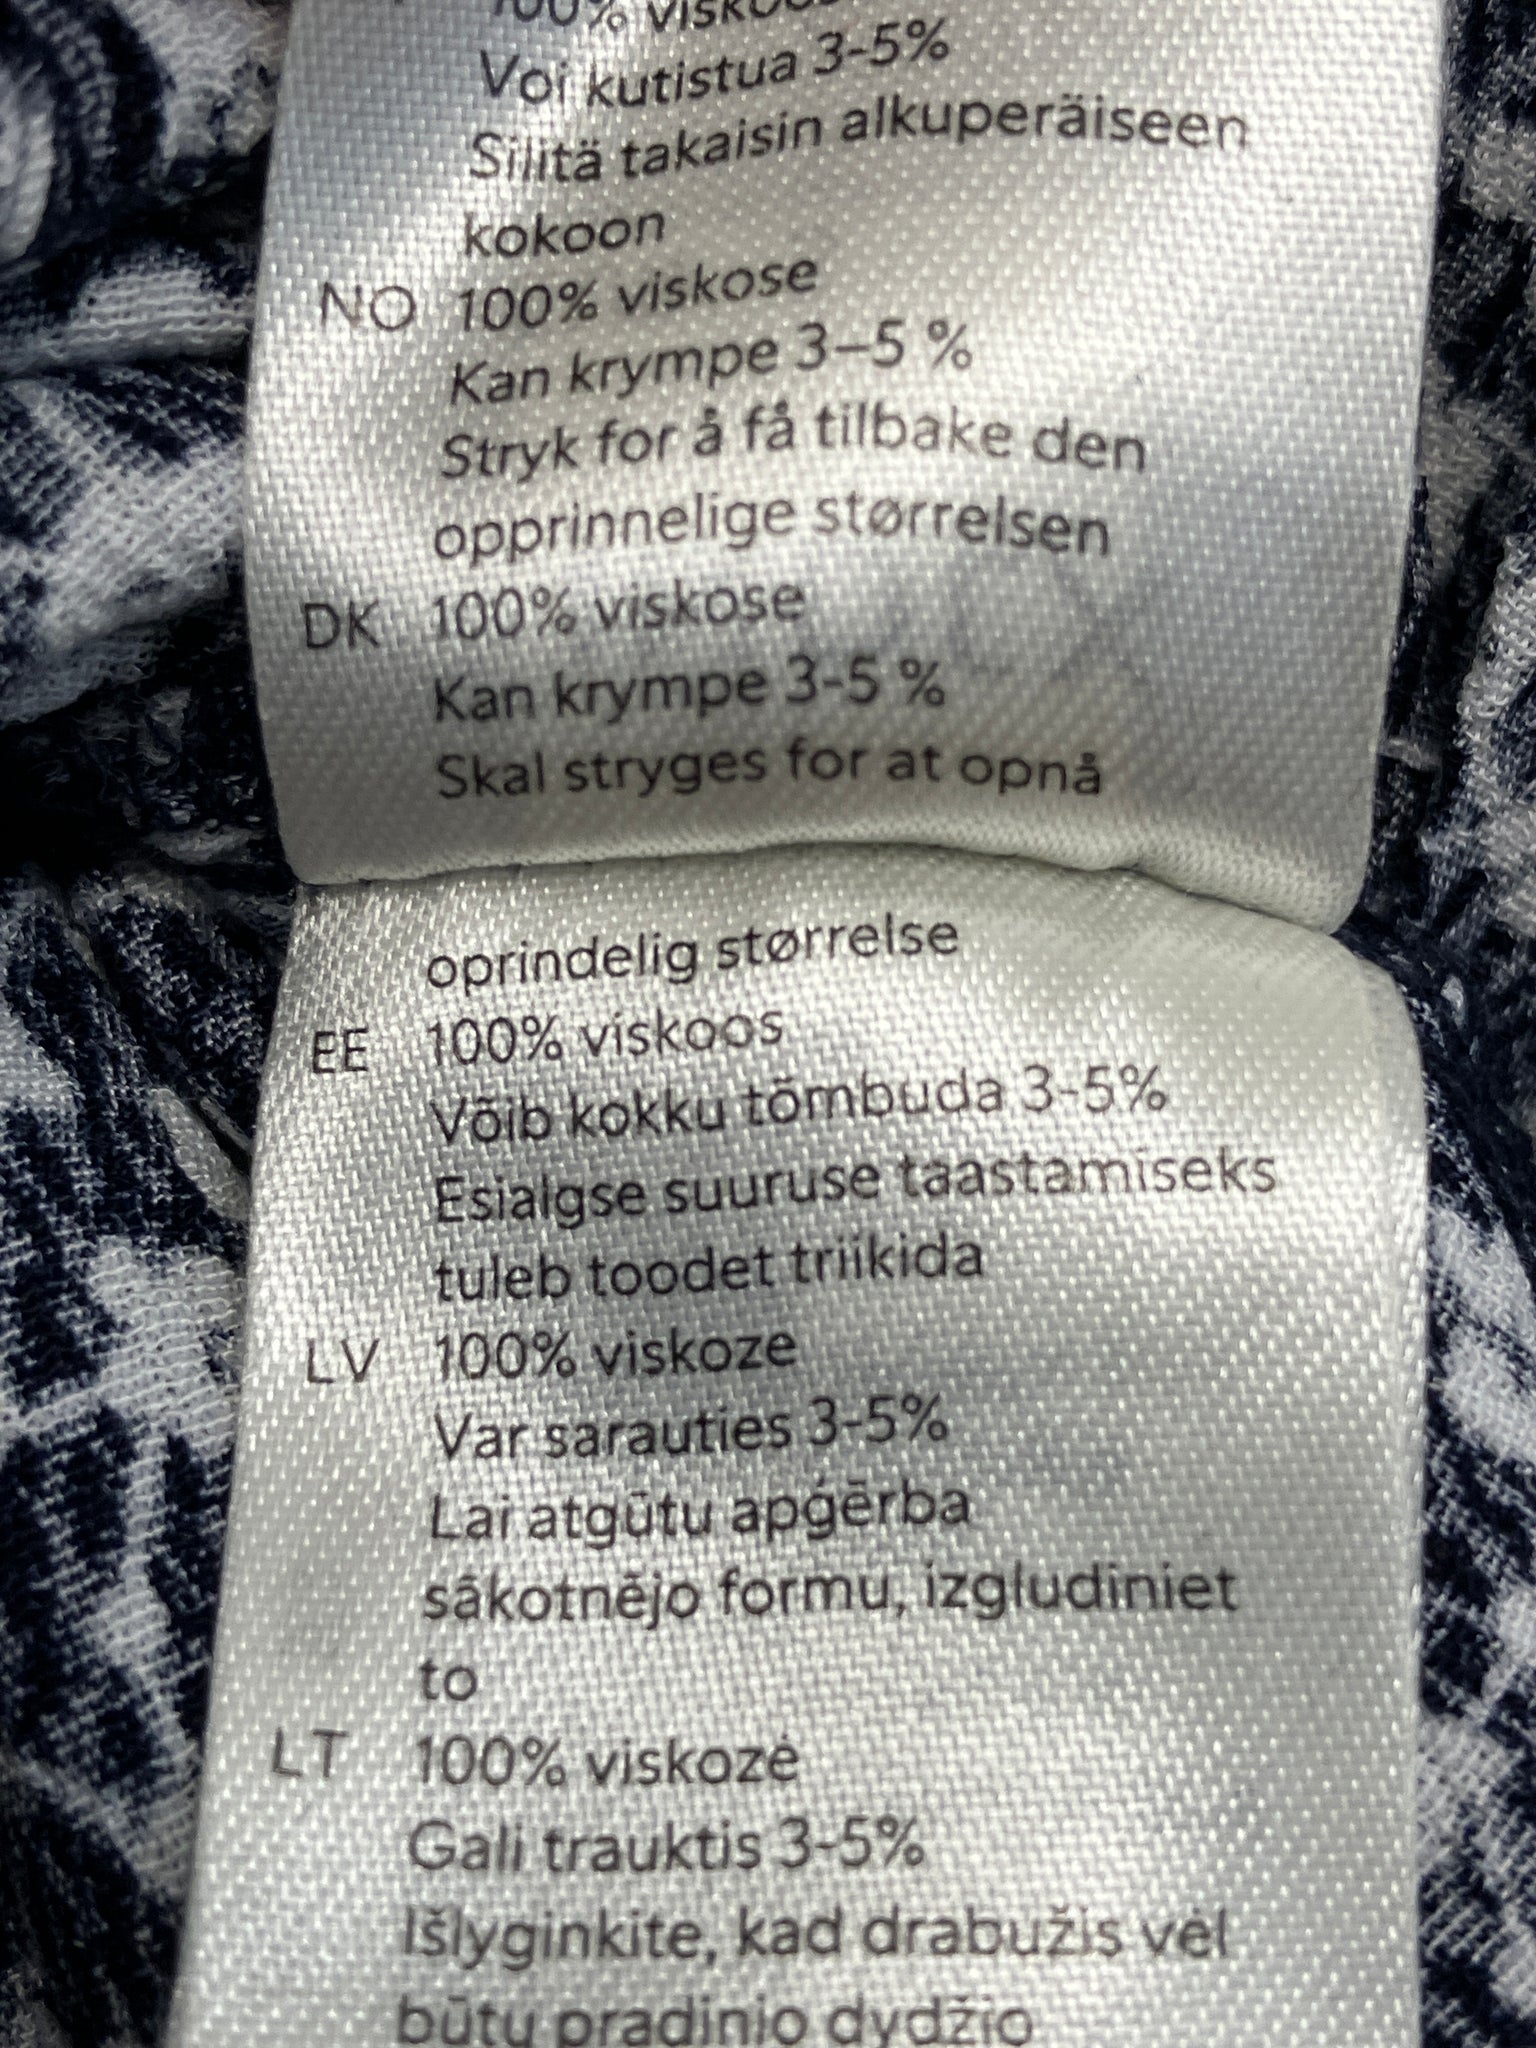 100% viskoosi
Voi kutistua 3-5%
Silitä takaisin alkuperäiseen
kokoon
NO 100% viskose
Kan krympe 3–5 %
Stryk for å få tilbake den
opprinnelige størrelsen
DK 100% viskose
Kan krympe 3-5 %
Skal stryges for at opnå
oprindelig størrelse
EE 100% viskoos
Võib kokku tõmbuda 3-5%
Esialgse suuruse taastamiseks
tuleb toodet triikida
LV 100% viskoze
Var sarauties 3-5%
Lai atgūtu apģērba
sākotnējo formu, izgludiniet
to
LT 100% viskozė
Gali trauktis 3-5%
Išlyginkite, kad drabužis vėl
būtų pradinio dydžio